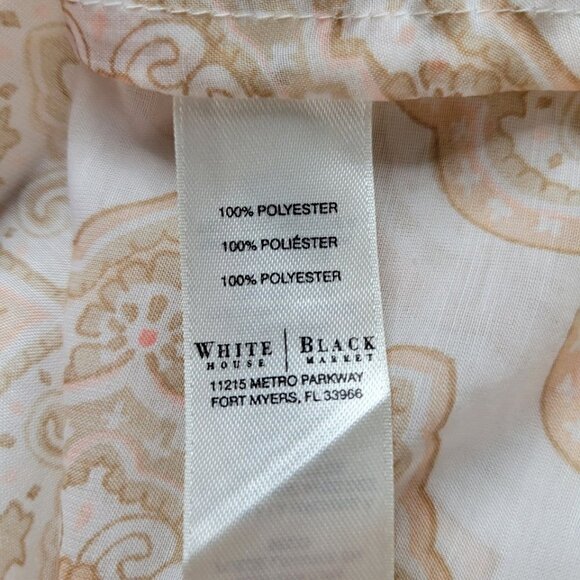 100% POLYESTER
100% POLIÉSTER
100% POLYESTER
WHITE | BLACK
HOUSE MARKET
11215 METRO PARKWAY
FORT MYERS, FL 33966